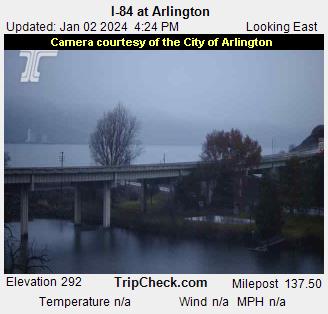 I-84 at Arlington
Updated: Jan 02 2024 4:24 PM Looking East
Camera courtesy of the City of Arlington
Elevation 292 TripCheck.com Milepost 137.50
Temperature n/a Wind n/a MPH n/a